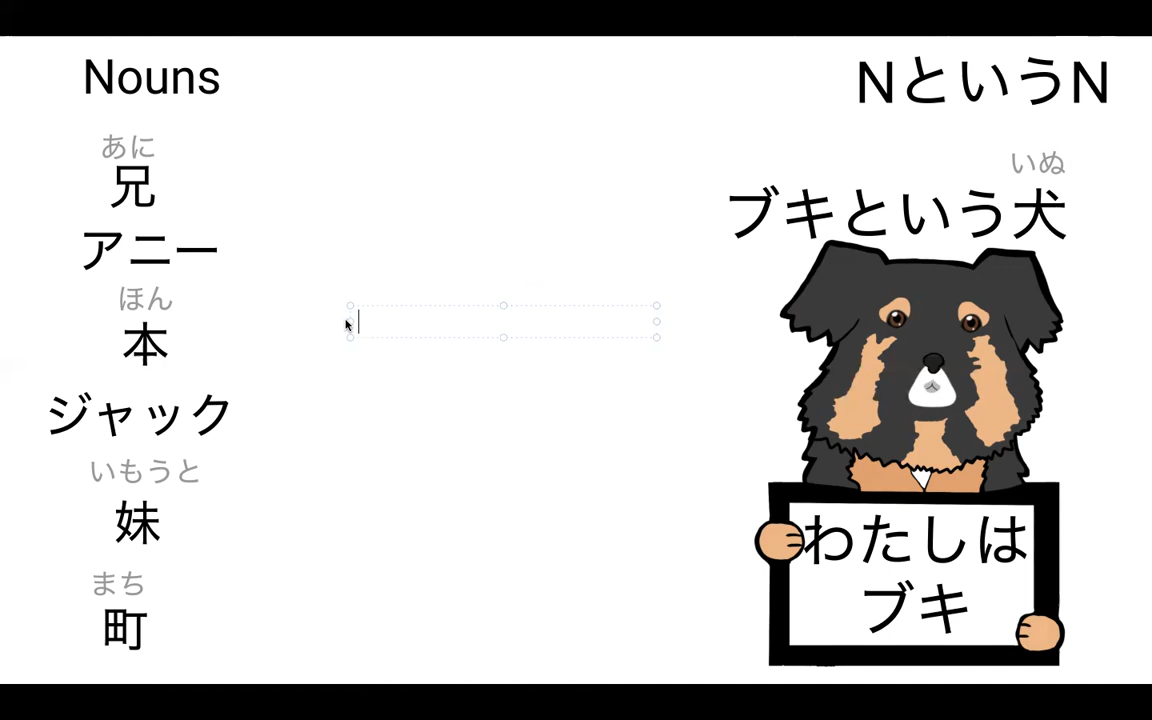 Nouns
あに
兄
アニー
ほん
本
ジャック
いもうと
妹
まち
町
NというN
いぬ
ブキという犬
わたしは
ブキ